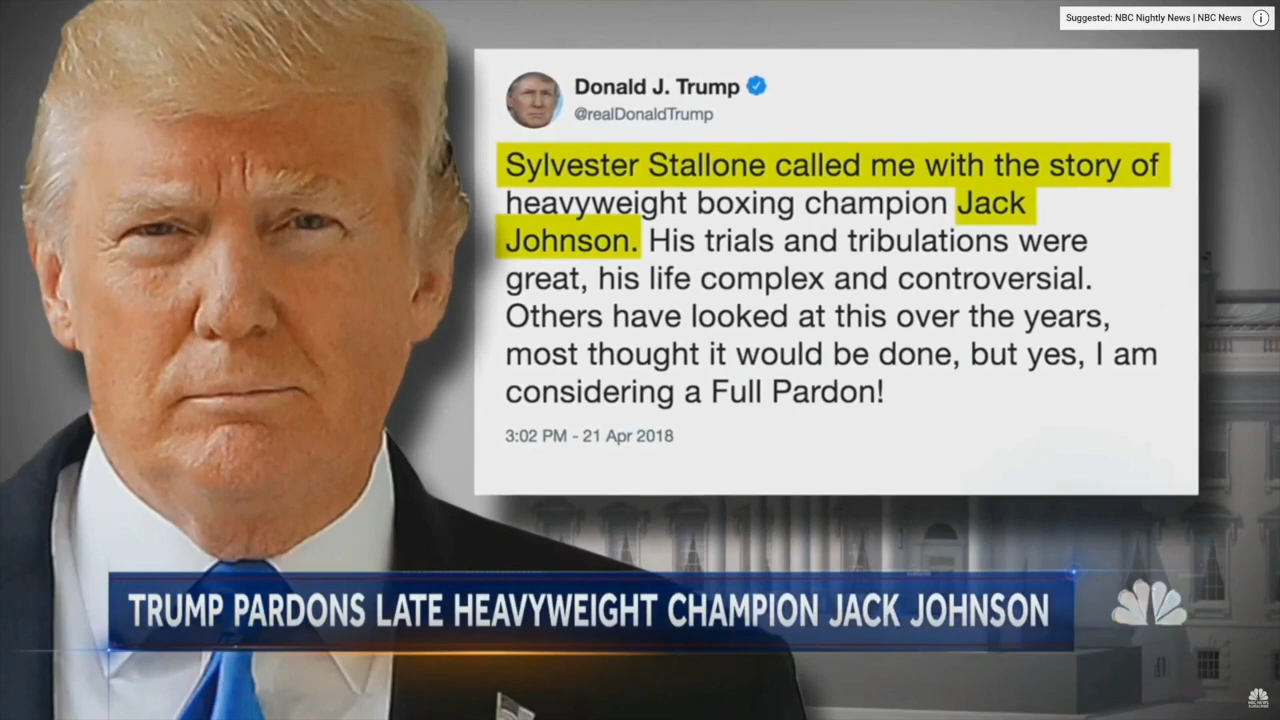 Suggested: NBC Nightly News | NBC News
Donald J. Trump
@realDonaldTrump
Sylvester Stallone called me with the story of
heavyweight boxing champion Jack
Johnson. His trials and tribulations were
great, his life complex and controversial.
Others have looked at this over the years,
most thought it would be done, but yes, I am
considering a Full Pardon!
3:02 PM - 21 Apr 2018
TRUMP PARDONS LATE HEAVYWEIGHT CHAMPION JACK JOHNSON
NBC NEWS